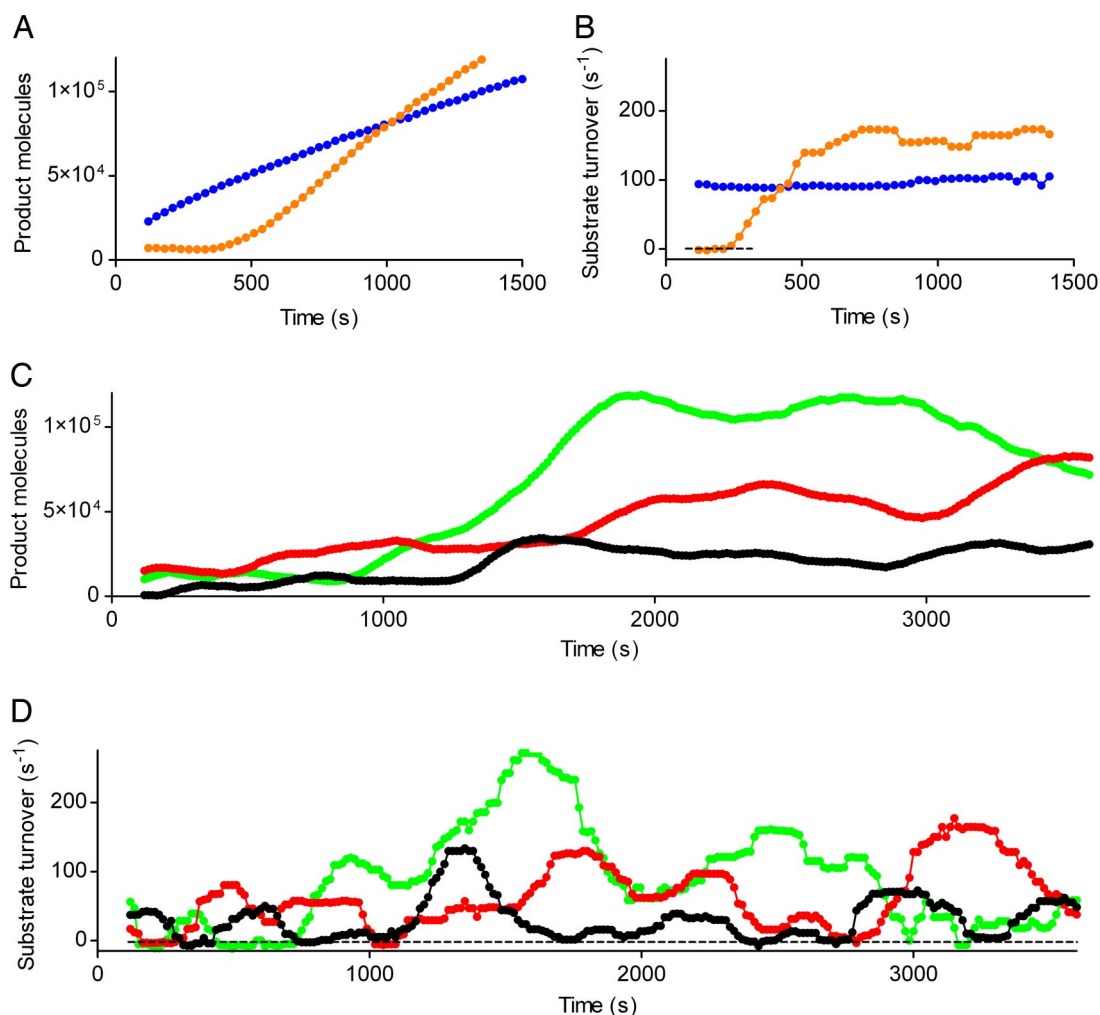 A
Product molecules
1×10⁵
5×10⁴
0
0 500 1000 1500
Time (s)
B
Substrate turnover (s⁻¹)
200
100
0
0 500 1000 1500
Time (s)
C
Product molecules
1×10⁵
5×10⁴
0
0 1000 2000 3000
Time (s)
D
Substrate turnover (s⁻¹)
200
100
0
0 1000 2000 3000
Time (s)